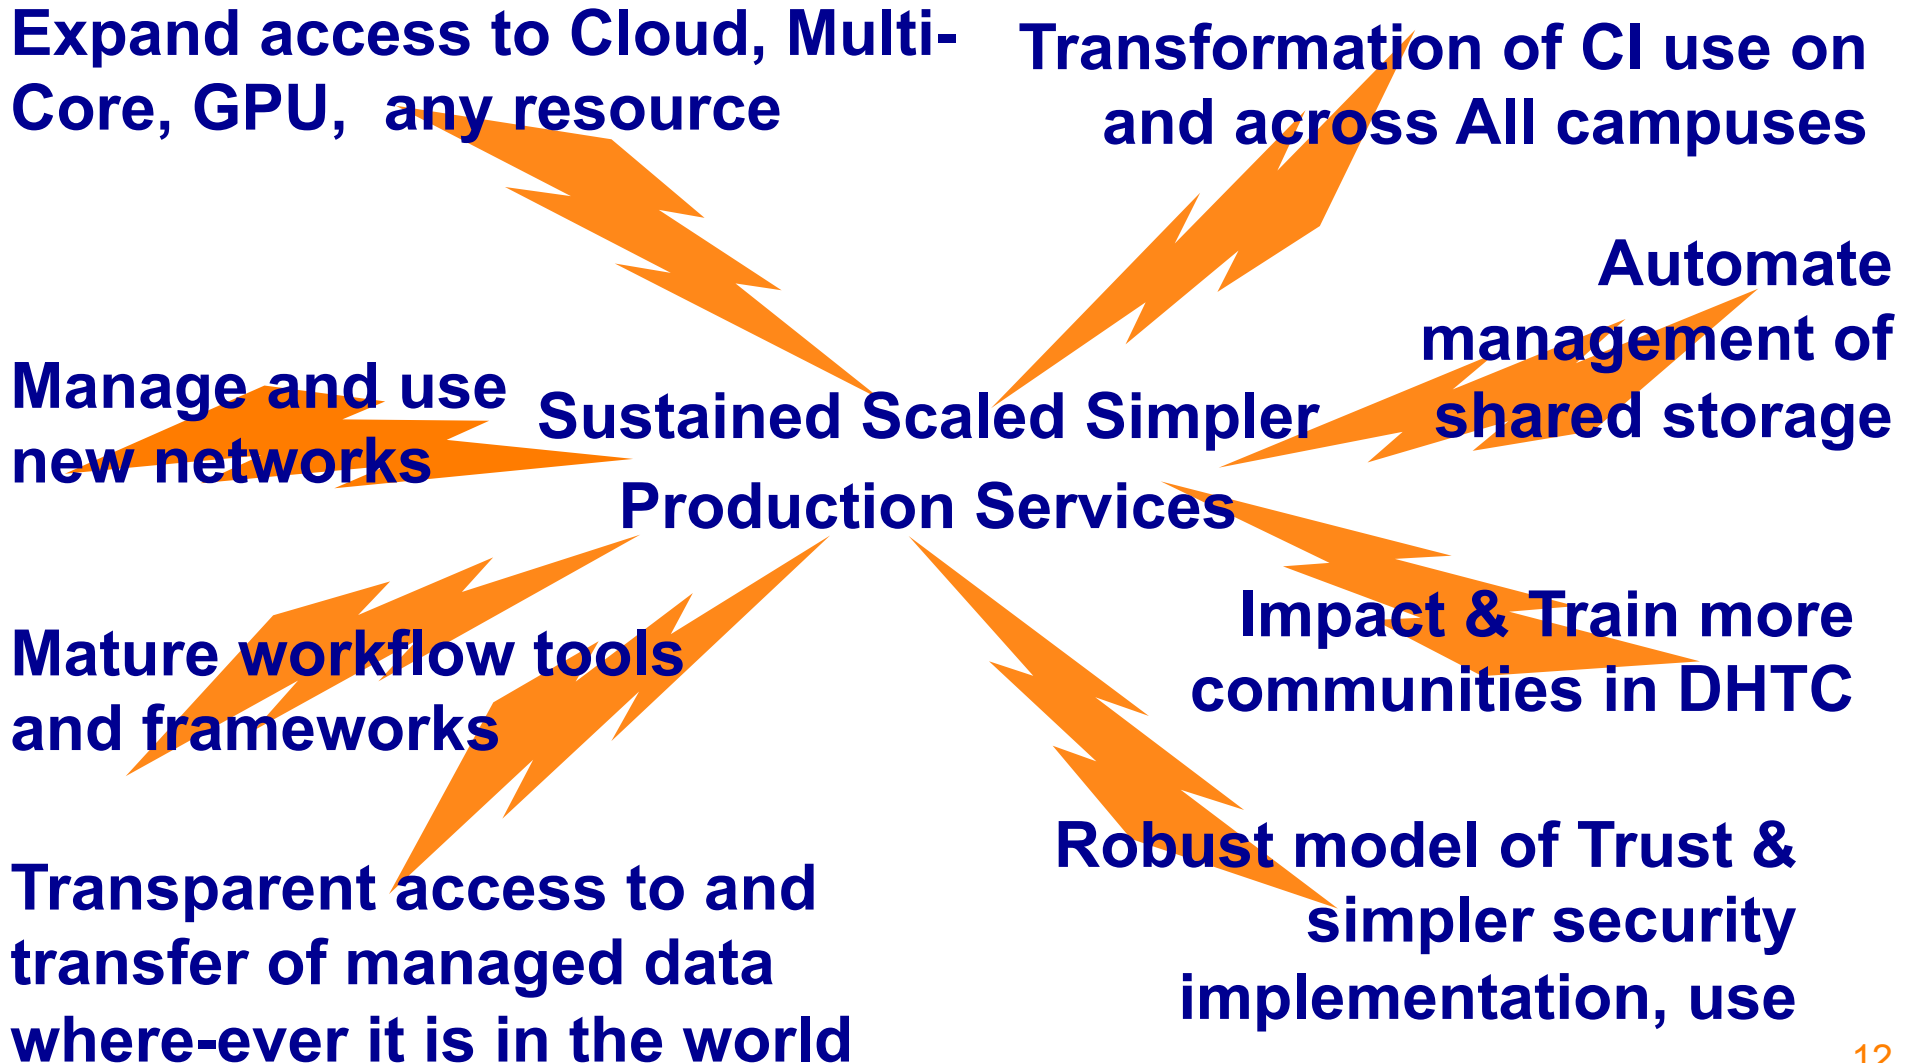 Expand access to Cloud, Multi-
Core, GPU, any resource
Transformation of CI use on
and across All campuses
Automate
management of
shared storage
Manage and use
new networks
Sustained Scaled Simpler
Production Services
Impact & Train more
communities in DHTC
Mature workflow tools
and frameworks
Robust model of Trust &
simpler security
implementation, use
Transparent access to and
transfer of managed data
where-ever it is in the world
12